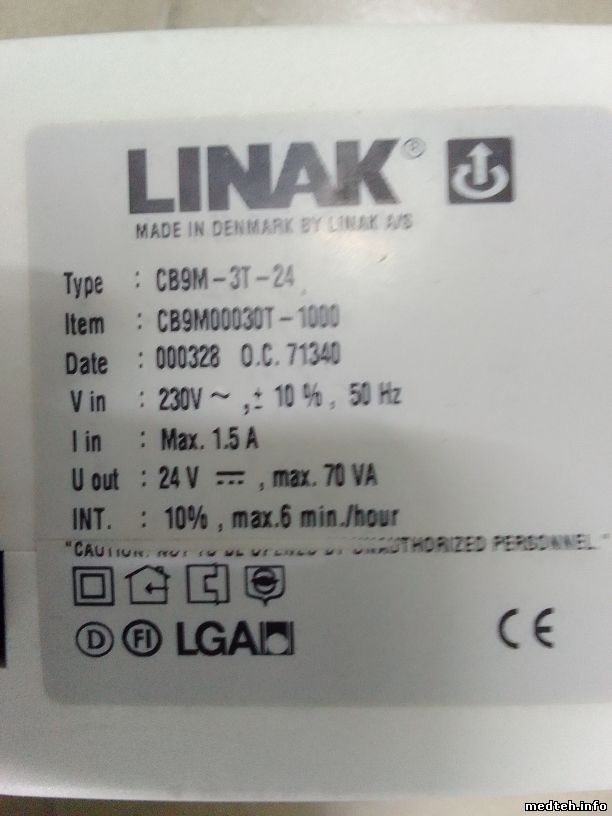 LINAK®
MADE IN DENMARK BY LINAK A/S
Type : CB9M-3T-24
Item : CB9M00030T-1000
Date : 000328 O.C. 71340
V in : 230V ~ , ± 10 % , 50 Hz
I in : Max. 1.5 A
U out : 24 V ⎓ , max. 70 VA
INT. : 10% , max.6 min./hour
"CAUTION: NOT TO BE OPENED BY UNAUTHORIZED PERSONNEL."
D FI LGA CE
medteh.info